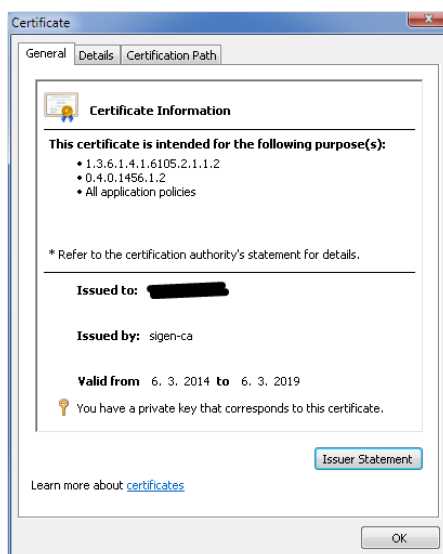 Certificate
General Details Certification Path
Certificate Information
This certificate is intended for the following purpose(s):
• 1.3.6.1.4.1.6105.2.1.1.2
• 0.4.0.1456.1.2
• All application policies
* Refer to the certification authority's statement for details.
Issued to:
Issued by: sigen-ca
Valid from 6. 3. 2014 to 6. 3. 2019
You have a private key that corresponds to this certificate.
Issuer Statement
Learn more about certificates
OK